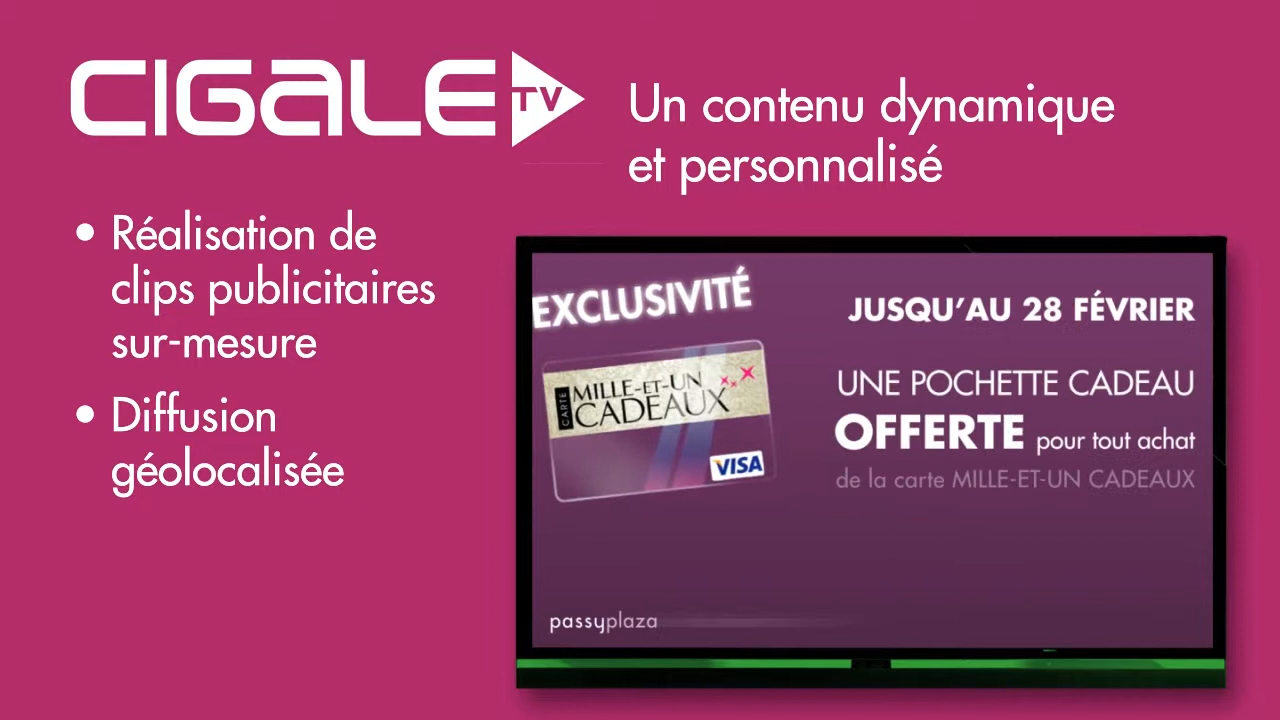 CIGALE TV
Un contenu dynamique
et personnalisé
• Réalisation de
clips publicitaires
sur-mesure
• Diffusion
géolocalisée
EXCLUSIVITÉ
CARTE
MILLE-ET-UN
CADEAUX
VISA
JUSQU'AU 28 FÉVRIER
UNE POCHETTE CADEAU
OFFERTE pour tout achat
de la carte MILLE-ET-UN CADEAUX
passyplaza